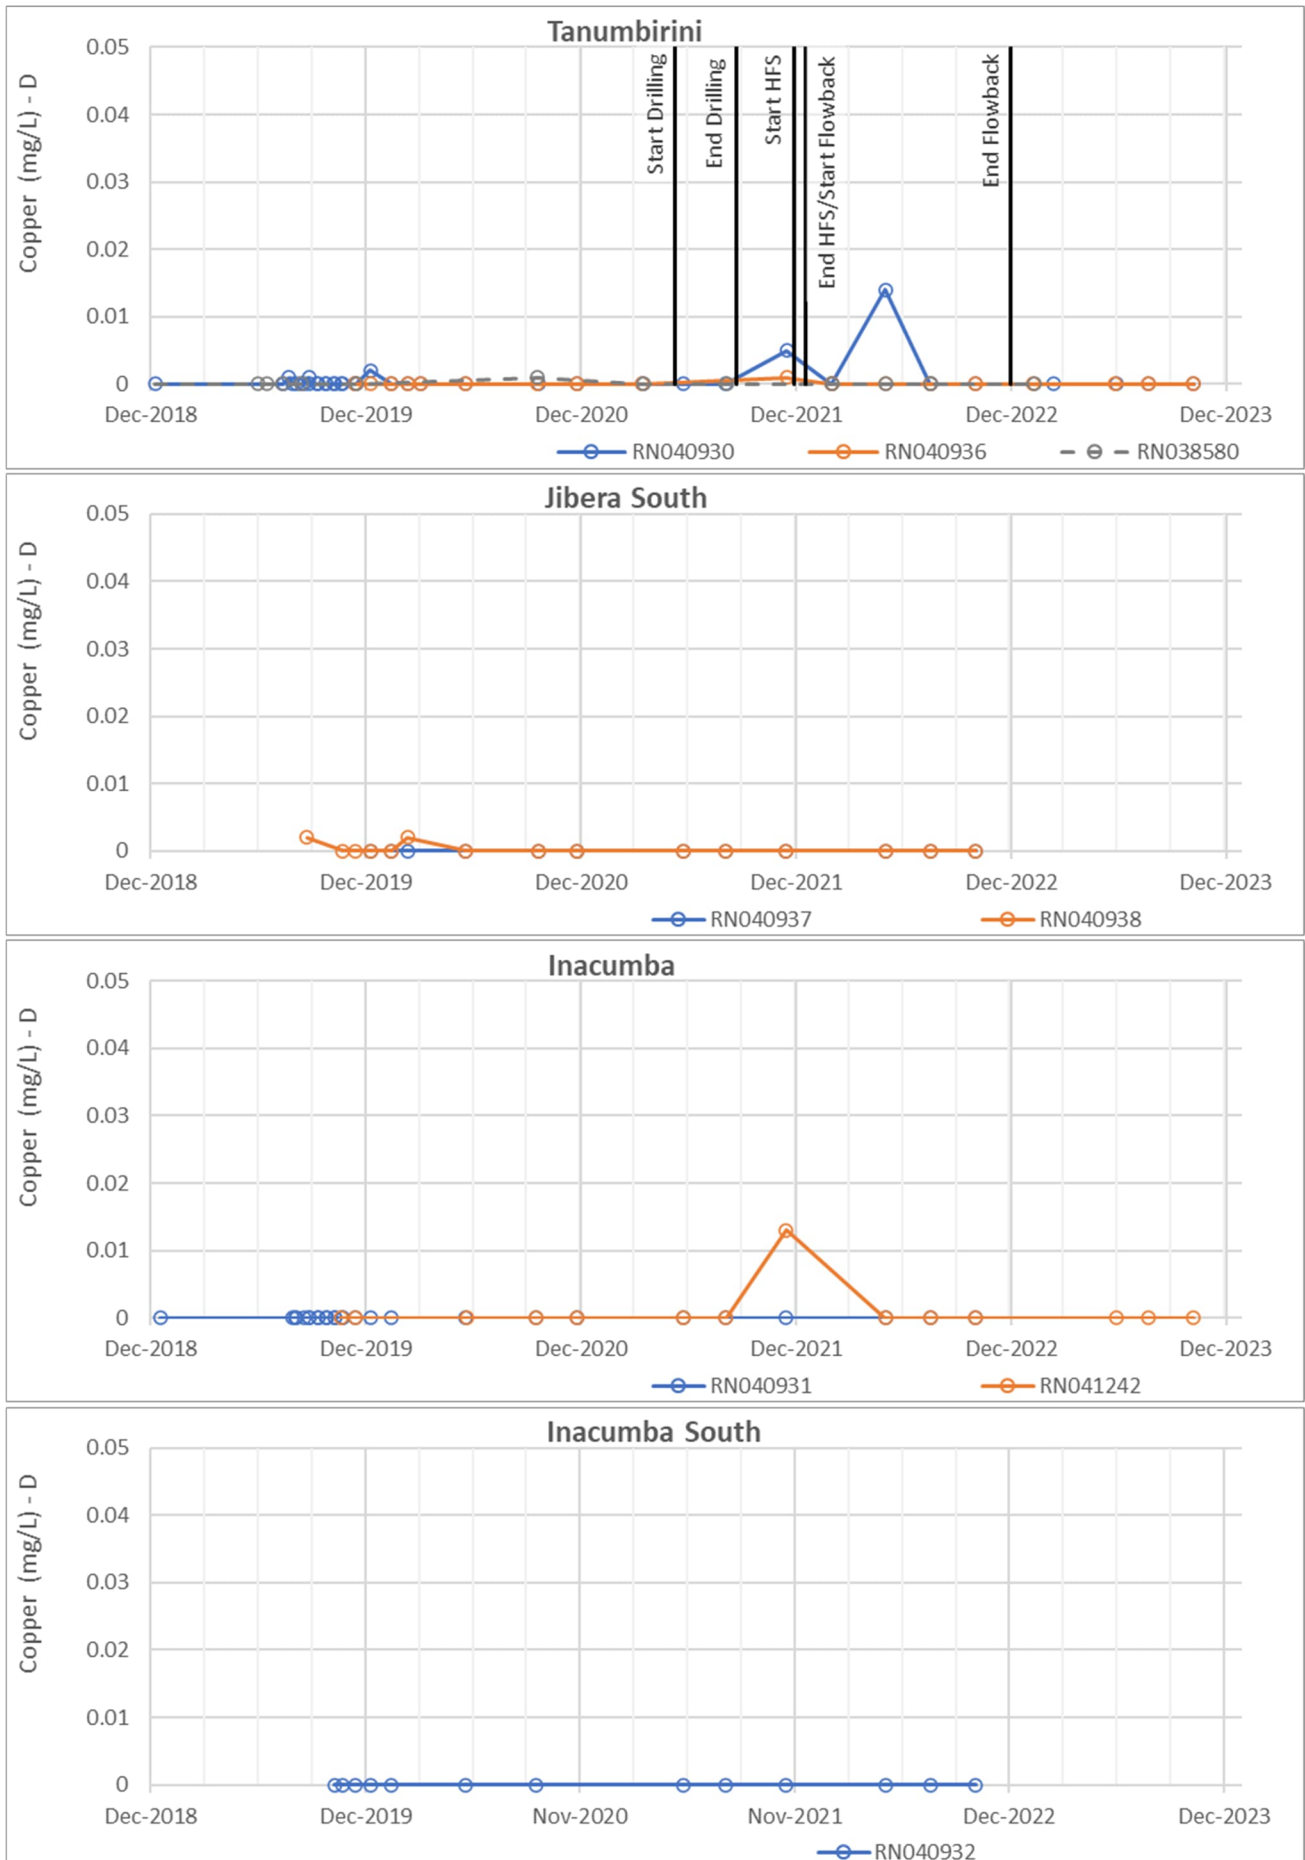 Tanumbirini
Copper (mg/L) - D
0.05
0.04
0.03
0.02
0.01
0
Start Drilling
End Drilling
Start HFS
End HFS/Start Flowback
End Flowback
Dec-2018 Dec-2019 Dec-2020 Dec-2021 Dec-2022 Dec-2023
RN040930 RN040936 RN038580
Jibera South
Copper (mg/L) - D
0.05
0.04
0.03
0.02
0.01
0
Dec-2018 Dec-2019 Dec-2020 Dec-2021 Dec-2022 Dec-2023
RN040937 RN040938
Inacumba
Copper (mg/L) - D
0.05
0.04
0.03
0.02
0.01
0
Dec-2018 Dec-2019 Dec-2020 Dec-2021 Dec-2022 Dec-2023
RN040931 RN041242
Inacumba South
Copper (mg/L) - D
0.05
0.04
0.03
0.02
0.01
0
Dec-2018 Dec-2019 Nov-2020 Nov-2021 Dec-2022 Dec-2023
RN040932